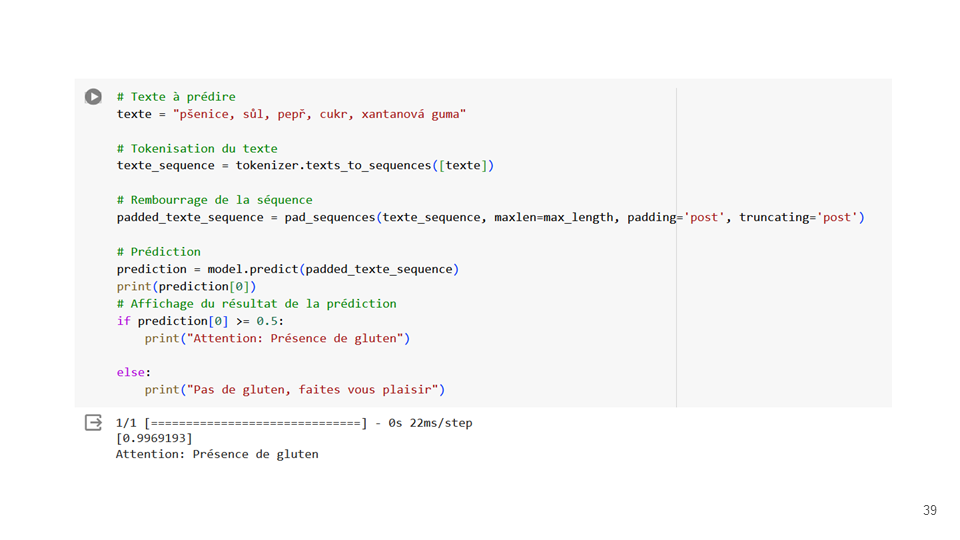 # Texte à prédire
texte = "pšenice, sůl, pepř, cukr, xantanová guma"
# Tokenisation du texte
texte_sequence = tokenizer.texts_to_sequences([texte])
# Rembourrage de la séquence
padded_texte_sequence = pad_sequences(texte_sequence, maxlen=max_length, padding='post', truncating='post')
# Prédiction
prediction = model.predict(padded_texte_sequence)
print(prediction[0])
# Affichage du résultat de la prédiction
if prediction[0] >= 0.5:
    print("Attention: Présence de gluten")
else:
    print("Pas de gluten, faites vous plaisir")
1/1 [==============================] - 0s 22ms/step
[0.9969193]
Attention: Présence de gluten
39